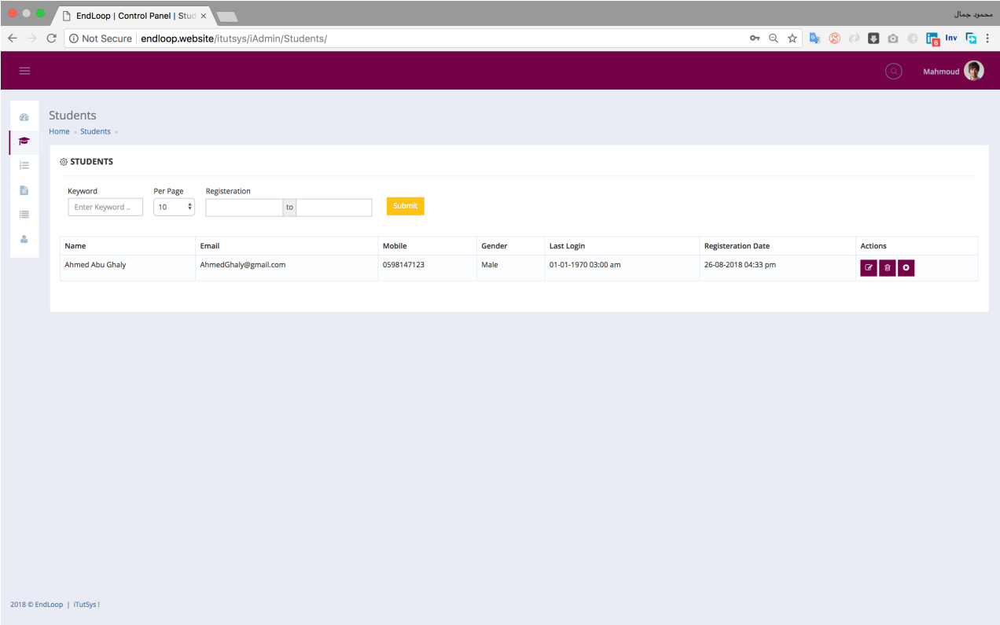 EndLoop | Control Panel | Stud
محمود جمال
Not Secure endloop.website/itutsys/iAdmin/Students/
6 Inv
Mahmoud
Students
Home Students
STUDENTS
Keyword Per Page Registeration
Enter Keyword .. 10 to Submit
Name Email Mobile Gender Last Login Registeration Date Actions
Ahmed Abu Ghaly AhmedGhaly@gmail.com 0598147123 Male 01-01-1970 03:00 am 26-08-2018 04:33 pm
2018 © EndLoop | iTutSys !